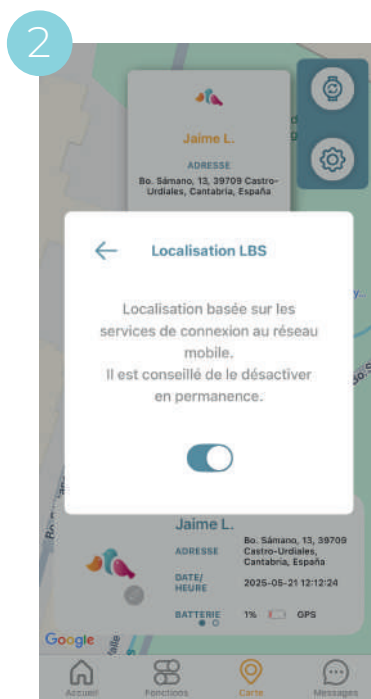 2
Jaime L.
ADRESSE
Bo. Sámano, 13, 39709 Castro-
Urdiales, Cantabria, España
Localisation LBS
Localisation basée sur les
services de connexion au réseau
mobile.
Il est conseillé de le désactiver
en permanence.
Jaime L.
ADRESSE
Bo. Sámano, 13, 39709
Castro-Urdiales,
Cantabria, España
DATE/
HEURE
2025-05-21 12:12:24
BATTERIE
1%
GPS
Google
Accueil
Fonctions
Carte
Messages